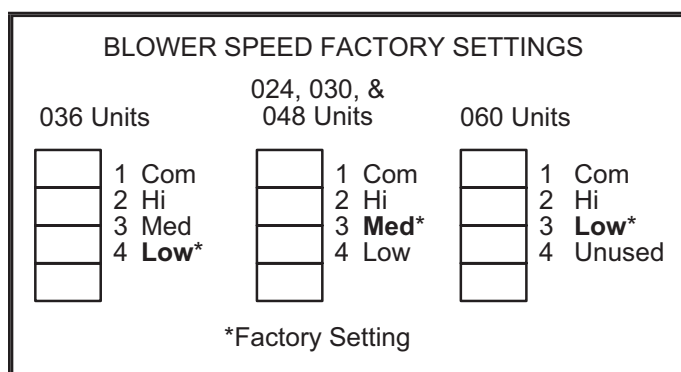 BLOWER SPEED FACTORY SETTINGS
036 Units
1 Com
2 Hi
3 Med
4 Low*
024, 030, &
048 Units
1 Com
2 Hi
3 Med*
4 Low
060 Units
1 Com
2 Hi
3 Low*
4 Unused
*Factory Setting